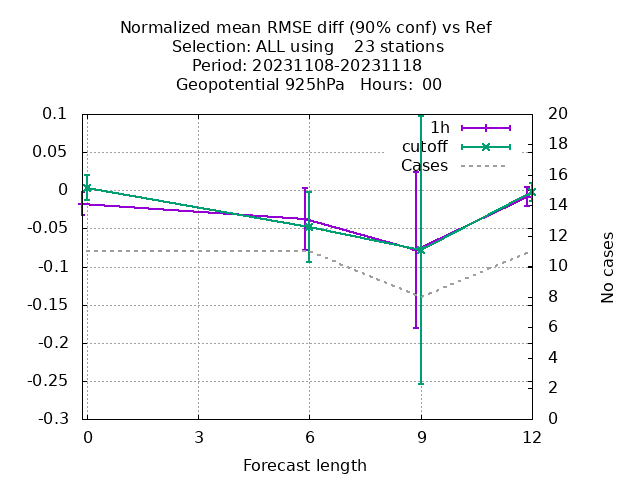 Normalized mean RMSE diff (90% conf) vs Ref
Selection: ALL using    23 stations
Period: 20231108-20231118
Geopotential 925hPa   Hours:  00
0.1
0.05
0
-0.05
-0.1
-0.15
-0.2
-0.25
-0.3
1h
cutoff
Cases
20
18
16
14
12
10
8
6
4
2
0
No cases
0 3 6 9 12
Forecast length